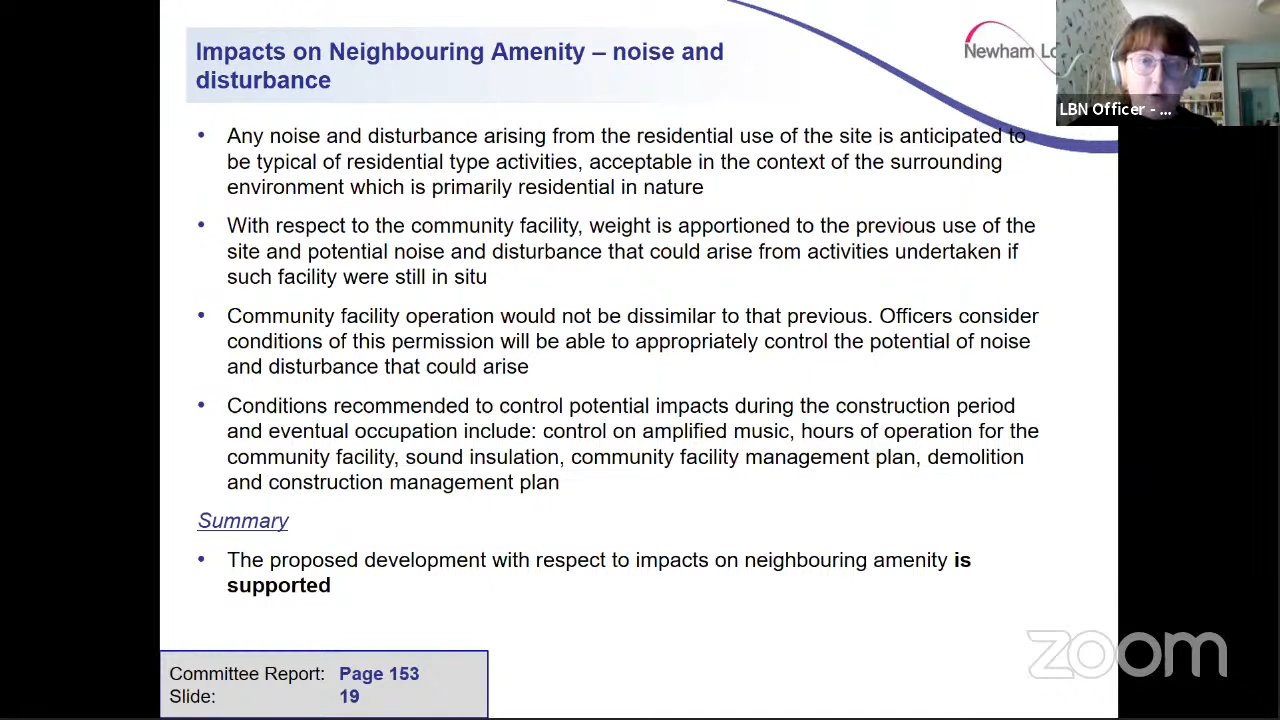 Impacts on Neighbouring Amenity – noise and
disturbance
Newham Lo
LBN Officer - ...
• Any noise and disturbance arising from the residential use of the site is anticipated to
be typical of residential type activities, acceptable in the context of the surrounding
environment which is primarily residential in nature
• With respect to the community facility, weight is apportioned to the previous use of the
site and potential noise and disturbance that could arise from activities undertaken if
such facility were still in situ
• Community facility operation would not be dissimilar to that previous. Officers consider
conditions of this permission will be able to appropriately control the potential of noise
and disturbance that could arise
• Conditions recommended to control potential impacts during the construction period
and eventual occupation include: control on amplified music, hours of operation for the
community facility, sound insulation, community facility management plan, demolition
and construction management plan
Summary
• The proposed development with respect to impacts on neighbouring amenity is
supported
Committee Report: Page 153
Slide: 19
zoom